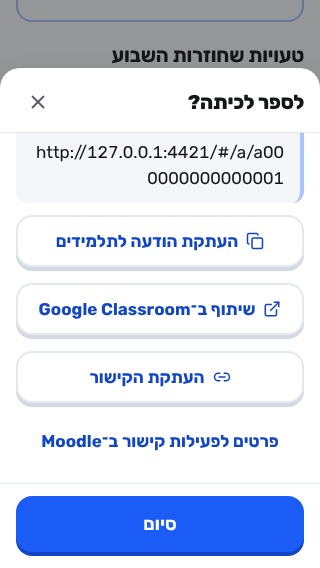 טעויות שחוזרות השבוע
לספר לכיתה?
http://127.0.0.1:4421/#/a/a00
0000000000001
העתקת הודעה לתלמידים
שיתוף ב־Google Classroom
העתקת הקישור
פרטים לפעילות קישור ב־Moodle
סיום